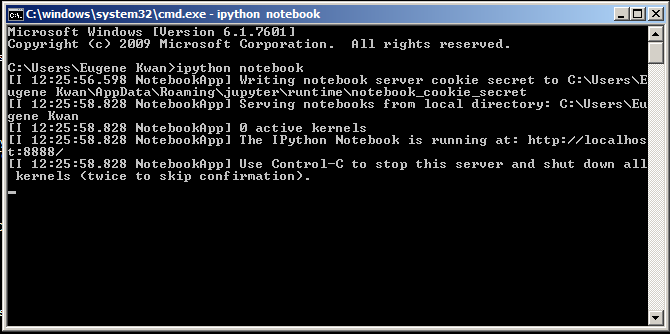 C:\windows\system32\cmd.exe - ipython notebook
Microsoft Windows [Version 6.1.7601]
Copyright (c) 2009 Microsoft Corporation.  All rights reserved.
C:\Users\Eugene Kwan>ipython notebook
[I 12:25:56.598 NotebookApp] Writing notebook server cookie secret to C:\Users\E
ugene Kwan\AppData\Roaming\jupyter\runtime\notebook_cookie_secret
[I 12:25:58.828 NotebookApp] Serving notebooks from local directory: C:\Users\Eu
gene Kwan
[I 12:25:58.828 NotebookApp] 0 active kernels
[I 12:25:58.828 NotebookApp] The IPython Notebook is running at: http://localhos
t:8888/
[I 12:25:58.828 NotebookApp] Use Control-C to stop this server and shut down all
 kernels (twice to skip confirmation).